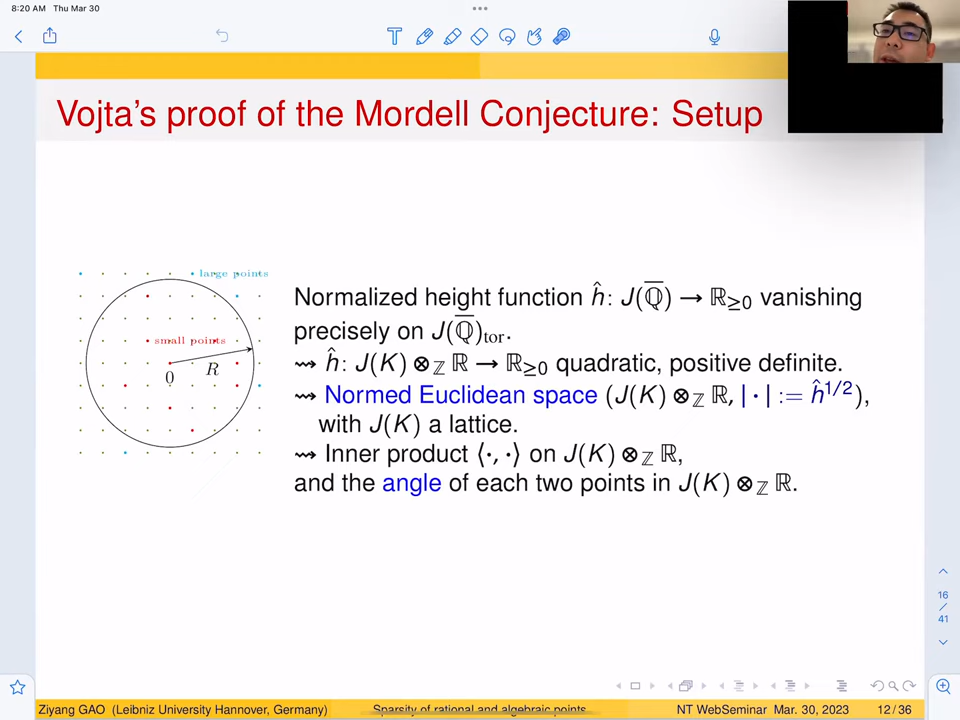 8:20 AM Thu Mar 30
Vojta's proof of the Mordell Conjecture: Setup
large points
small points
0
R
Normalized height function ĥ: J(ℚ̅) → ℝ≥0 vanishing
precisely on J(ℚ̅)tor.
⇝ ĥ: J(K) ⊗ℤ ℝ → ℝ≥0 quadratic, positive definite.
⇝ Normed Euclidean space (J(K) ⊗ℤ ℝ, | · | := ĥ^1/2),
with J(K) a lattice.
⇝ Inner product ⟨·, ·⟩ on J(K) ⊗ℤ ℝ,
and the angle of each two points in J(K) ⊗ℤ ℝ.
16
/
41
Ziyang GAO (Leibniz University Hannover, Germany) Sparsity of rational and algebraic points NT WebSeminar Mar. 30, 2023 12 / 36